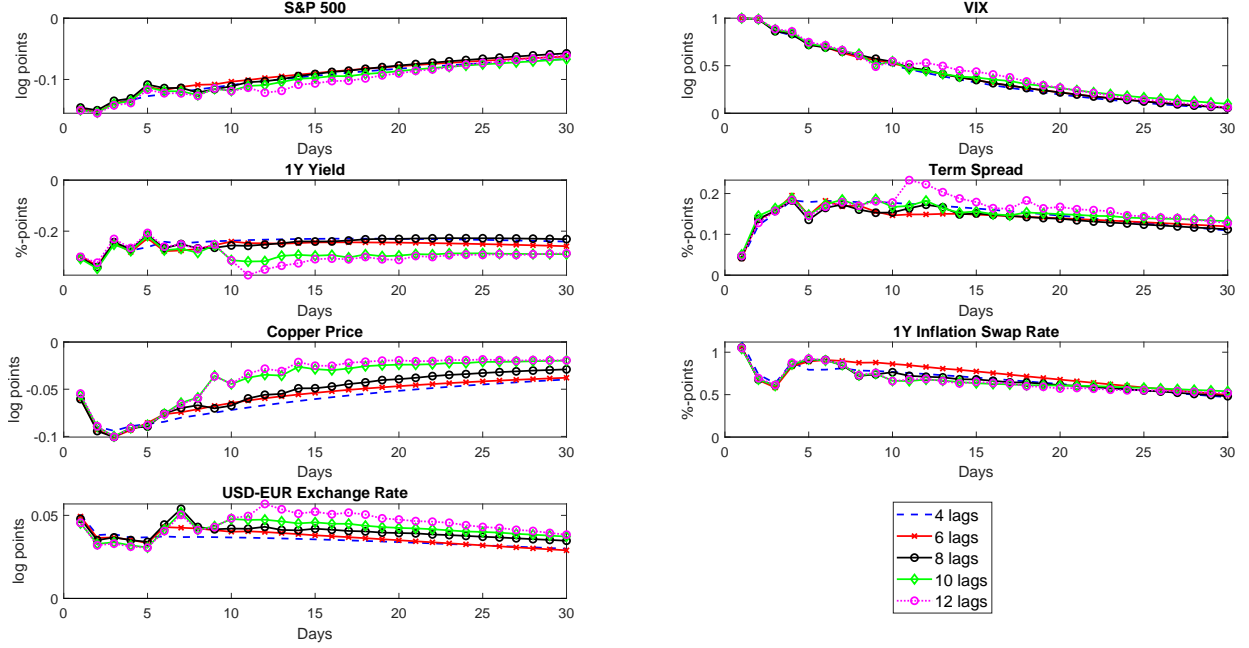 S&P 500
log points
0
-0.1
0 5 10 15 20 25 30
Days
VIX
log points
1
0.5
0
0 5 10 15 20 25 30
Days
1Y Yield
%-points
0
-0.2
0 5 10 15 20 25 30
Days
Term Spread
%-points
0.2
0.1
0
0 5 10 15 20 25 30
Days
Copper Price
log points
0
-0.05
-0.1
0 5 10 15 20 25 30
Days
1Y Inflation Swap Rate
%-points
1
0.5
0
0 5 10 15 20 25 30
Days
USD-EUR Exchange Rate
log points
0.05
0
0 5 10 15 20 25 30
Days
4 lags
6 lags
8 lags
10 lags
12 lags